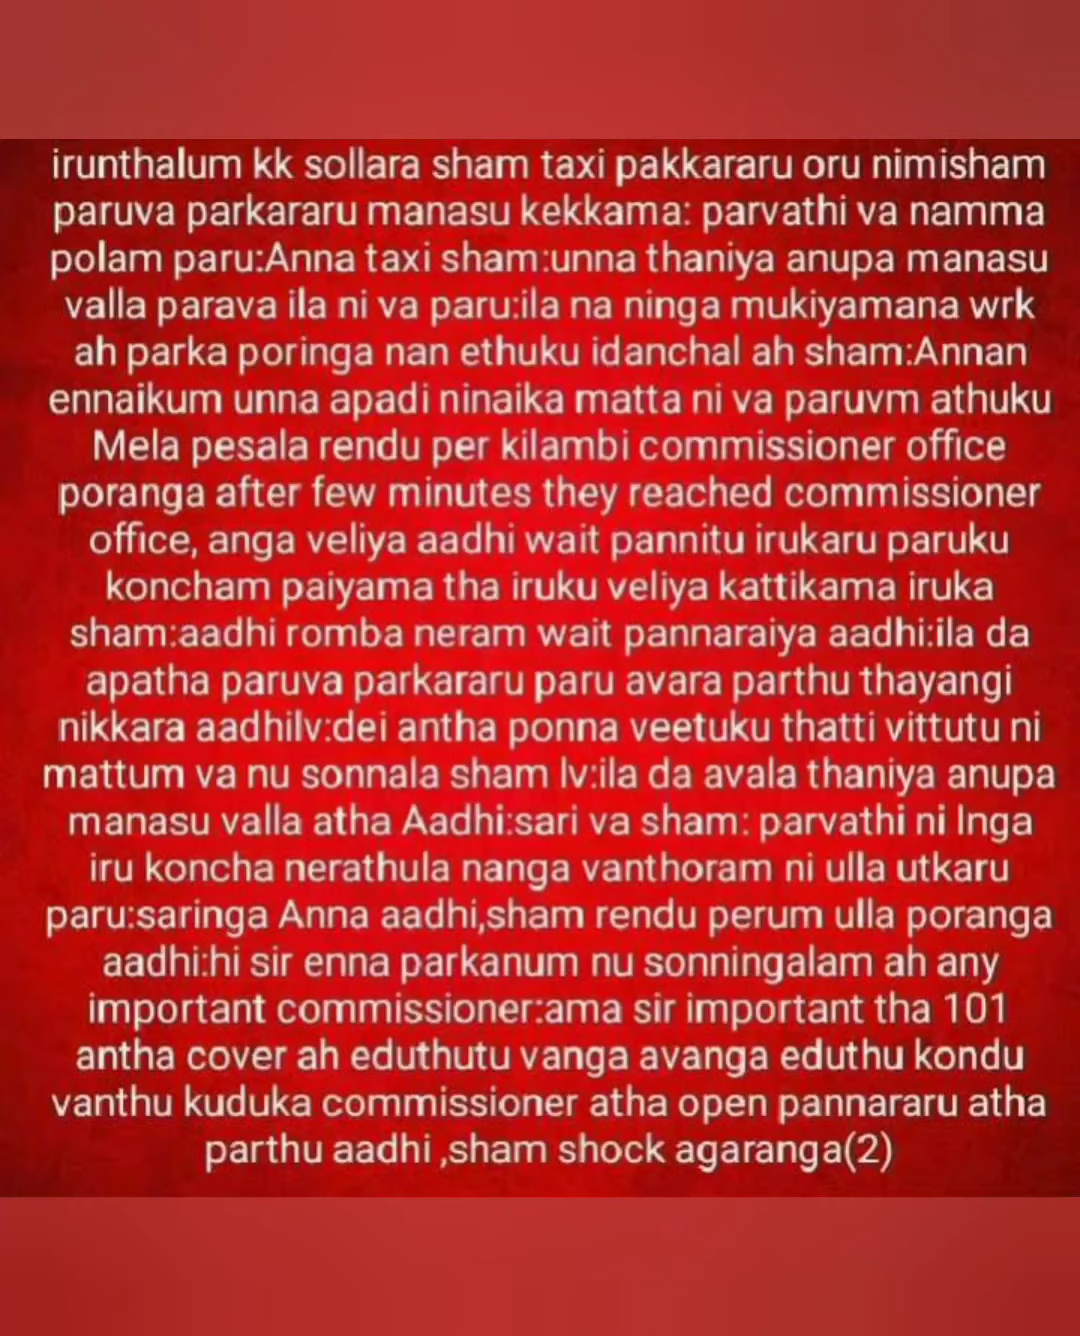 irunthalum kk sollara sham taxi pakkararu oru nimisham
paruva parkararu manasu kekkama: parvathi va namma
polam paru:Anna taxi sham:unna thaniya anupa manasu
valla parava ila ni va paru:ila na ninga mukiyamana wrk
ah parka poringa nan ethuku idanchal ah sham:Annan
ennaikum unna apadi ninaika matta ni va paruvm athuku
Mela pesala rendu per kilambi commissioner office
poranga after few minutes they reached commissioner
office, anga veliya aadhi wait pannitu irukaru paruku
koncham paiyama tha iruku veliya kattikama iruka
sham:aadhi romba neram wait pannaraiya aadhi:ila da
apatha paruva parkararu paru avara parthu thayangi
nikkara aadhilv:dei antha ponna veetuku thatti vittutu ni
mattum va nu sonnala sham lv:ila da avala thaniya anupa
manasu valla atha Aadhi:sari va sham: parvathi ni Inga
iru koncha nerathula nanga vanthoram ni ulla utkaru
paru:saringa Anna aadhi,sham rendu perum ulla poranga
aadhi:hi sir enna parkanum nu sonningalam ah any
important commissioner:ama sir important tha 101
antha cover ah eduthutu vanga avanga eduthu kondu
vanthu kuduka commissioner atha open pannararu atha
parthu aadhi ,sham shock agaranga(2)